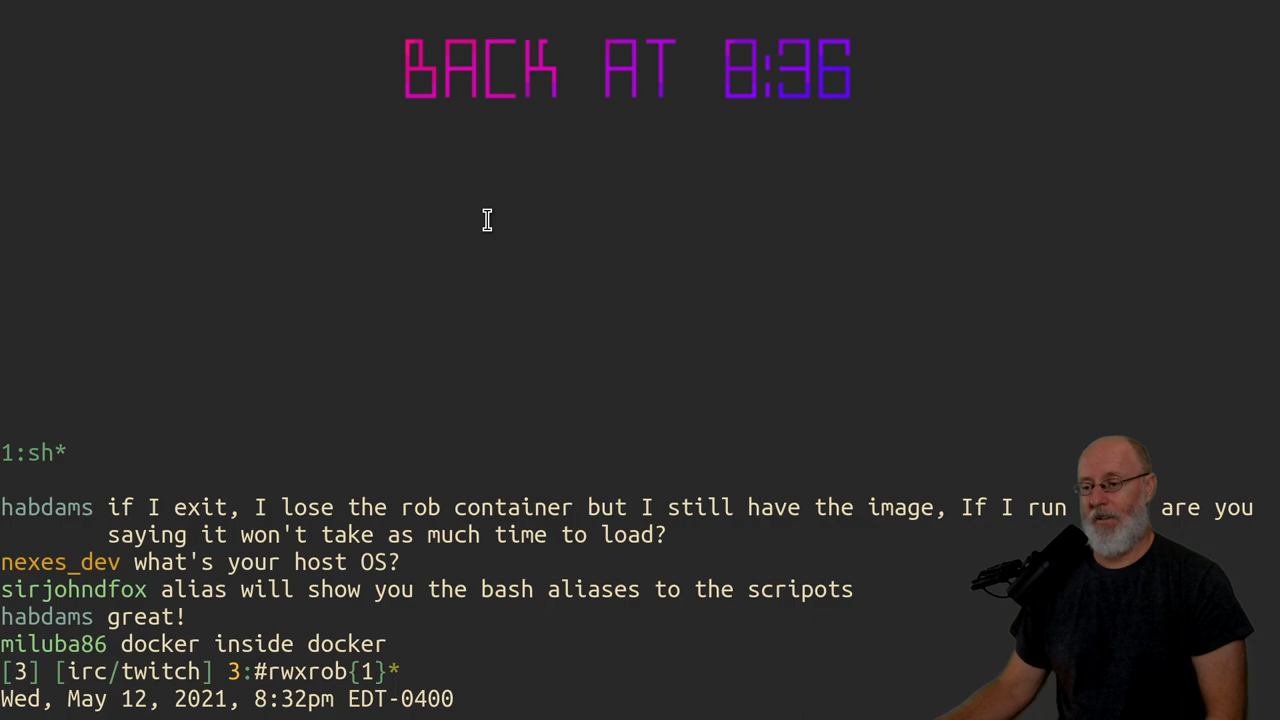 BACK AT 8:36
1:sh*
habdams if I exit, I lose the rob container but I still have the image, If I run are you
saying it won't take as much time to load?
nexes_dev what's your host OS?
sirjohndfox alias will show you the bash aliases to the scripots
habdams great!
miluba86 docker inside docker
[3] [irc/twitch] 3:#rwxrob{1}*
Wed, May 12, 2021, 8:32pm EDT-0400